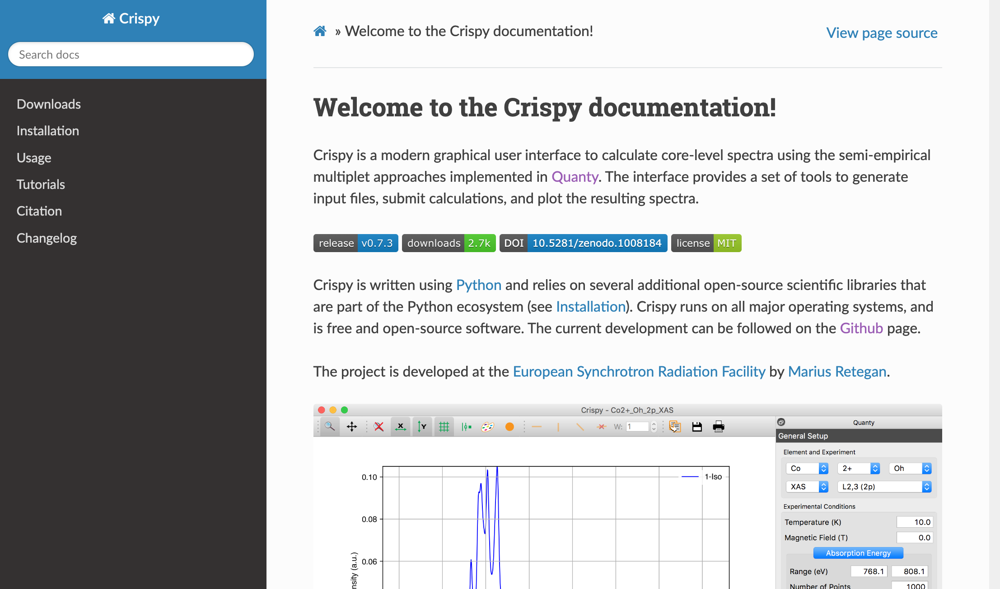 Crispy
Search docs
Downloads
Installation
Usage
Tutorials
Citation
Changelog
» Welcome to the Crispy documentation!
View page source
Welcome to the Crispy documentation!
Crispy is a modern graphical user interface to calculate core-level spectra using the semi-empirical
multiplet approaches implemented in Quanty. The interface provides a set of tools to generate
input files, submit calculations, and plot the resulting spectra.
release v0.7.3 downloads 2.7k DOI 10.5281/zenodo.1008184 license MIT
Crispy is written using Python and relies on several additional open-source scientific libraries that
are part of the Python ecosystem (see Installation). Crispy runs on all major operating systems, and
is free and open-source software. The current development can be followed on the Github page.
The project is developed at the European Synchrotron Radiation Facility by Marius Retegan.
Crispy - Co2+_Oh_2p_XAS
X
Y
W: 1
0.10
0.08
0.06
nsity (a.u.)
1-Iso
Quanty
General Setup
Element and Experiment
Co 2+ Oh
XAS L2,3 (2p)
Experimental Conditions
Temperature (K) 10.0
Magnetic Field (T) 0.0
Absorption Energy
Range (eV) 768.1 808.1
Number of Points 1000